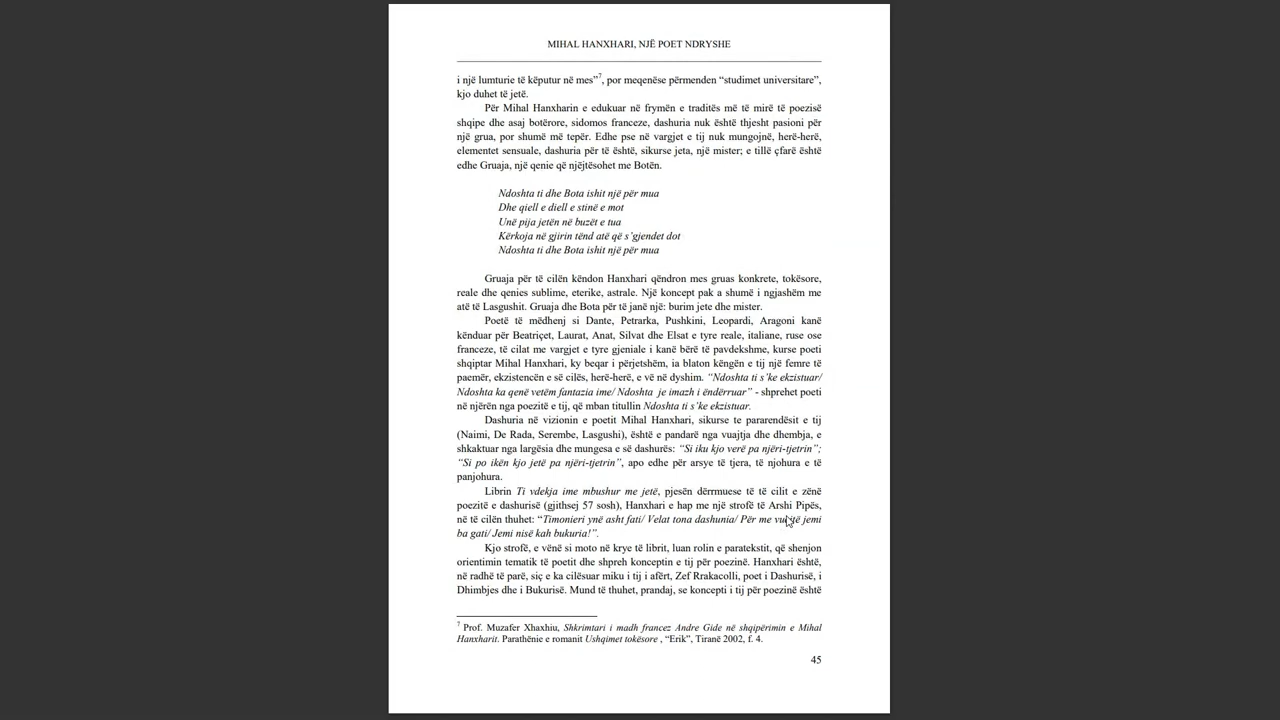 MIHAL HANXHARI, NJË POET NDRYSHE
i një lumturie të këputur në mes”7, por meqenëse përmenden “studimet universitare”,
kjo duhet të jetë.
Për Mihal Hanxharin e edukuar në frymën e traditës më të mirë të poezisë
shqipe dhe asaj botërore, sidomos franceze, dashuria nuk është thjesht pasioni për
një grua, por shumë më tepër. Edhe pse në vargjet e tij nuk mungojnë, herë-herë,
elementet sensuale, dashuria për të është, sikurse jeta, një mister; e tillë çfarë është
edhe Gruaja, një qenie që njëjtësohet me Botën.
Ndoshta ti dhe Bota ishit një për mua
Dhe qiell e diell e stinë e mot
Unë pija jetën në buzët e tua
Kërkoja në gjirin tënd atë që s’gjendet dot
Ndoshta ti dhe Bota ishit një për mua
Gruaja për të cilën këndon Hanxhari qëndron mes gruas konkrete, tokësore,
reale dhe qenies sublime, eterike, astrale. Një koncept pak a shumë i ngjashëm me
atë të Lasgushit. Gruaja dhe Bota për të janë një: burim jete dhe mister.
Poetë të mëdhenj si Dante, Petrarka, Pushkini, Leopardi, Aragoni kanë
kënduar për Beatriçet, Laurat, Anat, Silvat dhe Elsat e tyre reale, italiane, ruse ose
franceze, të cilat me vargjet e tyre gjeniale i kanë bërë të pavdekshme, kurse poeti
shqiptar Mihal Hanxhari, ky beqar i përjetshëm, ia blaton këngën e tij një femre të
paemër, ekzistencën e së cilës, herë-herë, e vë në dyshim. “Ndoshta ti s’ke ekzistuar/
Ndoshta ka qenë vetëm fantazia ime/ Ndoshta je imazh i ëndërruar” - shprehet poeti
në njërën nga poezitë e tij, që mban titullin Ndoshta ti s’ke ekzistuar.
Dashuria në vizionin e poetit Mihal Hanxhari, sikurse te pararendësit e tij
(Naimi, De Rada, Serembe, Lasgushi), është e pandarë nga vuajtja dhe dhembja, e
shkaktuar nga largësia dhe mungesa e së dashurës: “Si iku kjo verë pa njëri-tjetrin”;
“Si po ikën kjo jetë pa njëri-tjetrin”, apo edhe për arsye të tjera, të njohura e të
panjohura.
Librin Ti vdekja ime mbushur me jetë, pjesën dërrmuese të të cilit e zënë
poezitë e dashurisë (gjithsej 57 sosh), Hanxhari e hap me një strofë të Arshi Pipës,
në të cilën thuhet: “Timonieri ynë asht fati/ Velat tona dashunia/ Për me jemi
ba gati/ Jemi nisë kah bukuria!”.
Kjo strofë, e vënë si moto në krye të librit, luan rolin e paratekstit, që shenjon
orientimin tematik të poetit dhe shpreh konceptin e tij për poezinë. Hanxhari është,
në radhë të parë, siç e ka cilësuar miku i tij i afërt, Zef Rrakacolli, poet i Dashurisë, i
Dhimbjes dhe i Bukurisë. Mund të thuhet, prandaj, se koncepti i tij për poezinë është
7 Prof. Muzafer Xhaxhiu, Shkrimtari i madh francez Andre Gide në shqipërimin e Mihal
Hanxharit. Parathënie e romanit Ushqimet tokësore , “Erik”, Tiranë 2002, f. 4.
45